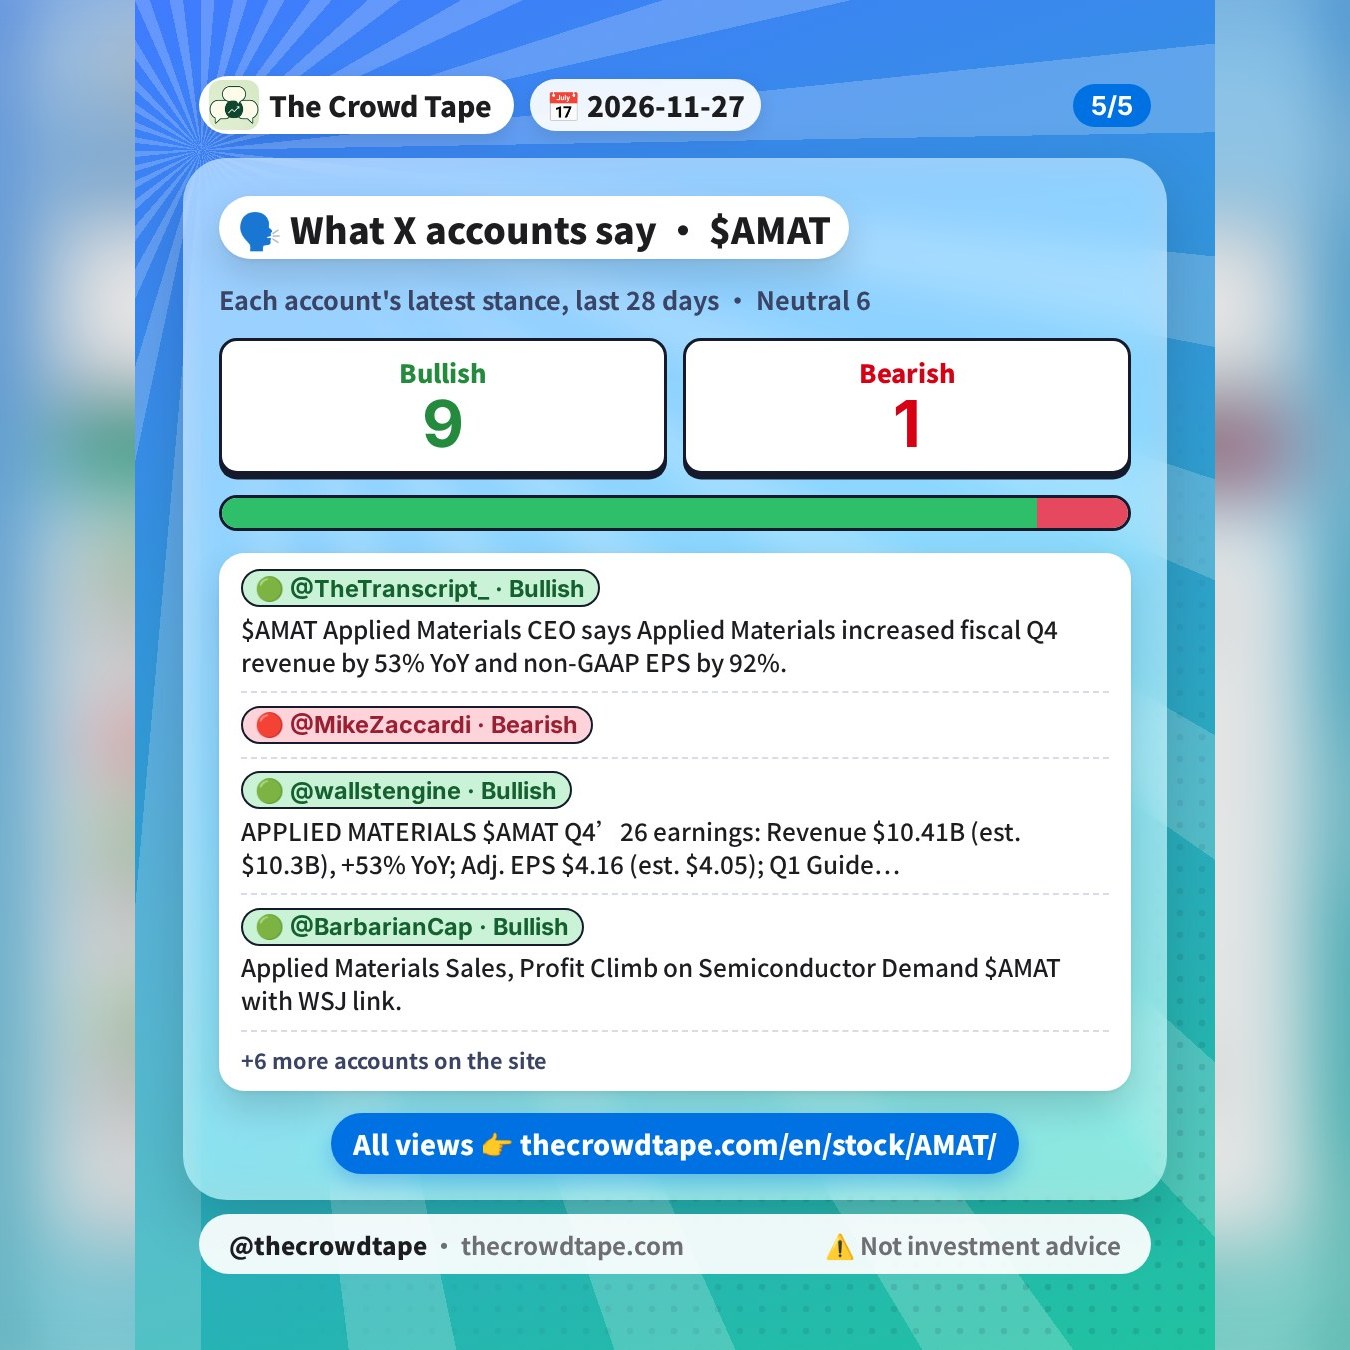 The Crowd Tape
2026-11-27
5/5
What X accounts say • $AMAT
Each account's latest stance, last 28 days • Neutral 6
Bullish
9
Bearish
1
@TheTranscript_ · Bullish
$AMAT Applied Materials CEO says Applied Materials increased fiscal Q4
revenue by 53% YoY and non-GAAP EPS by 92%.
@MikeZaccardi · Bearish
@wallstengine · Bullish
APPLIED MATERIALS $AMAT Q4’ 26 earnings: Revenue $10.41B (est.
$10.3B), +53% YoY; Adj. EPS $4.16 (est. $4.05); Q1 Guide…
@BarbarianCap · Bullish
Applied Materials Sales, Profit Climb on Semiconductor Demand $AMAT
with WSJ link.
+6 more accounts on the site
All views 👉 thecrowdtape.com/en/stock/AMAT/
@thecrowdtape • thecrowdtape.com
⚠️ Not investment advice